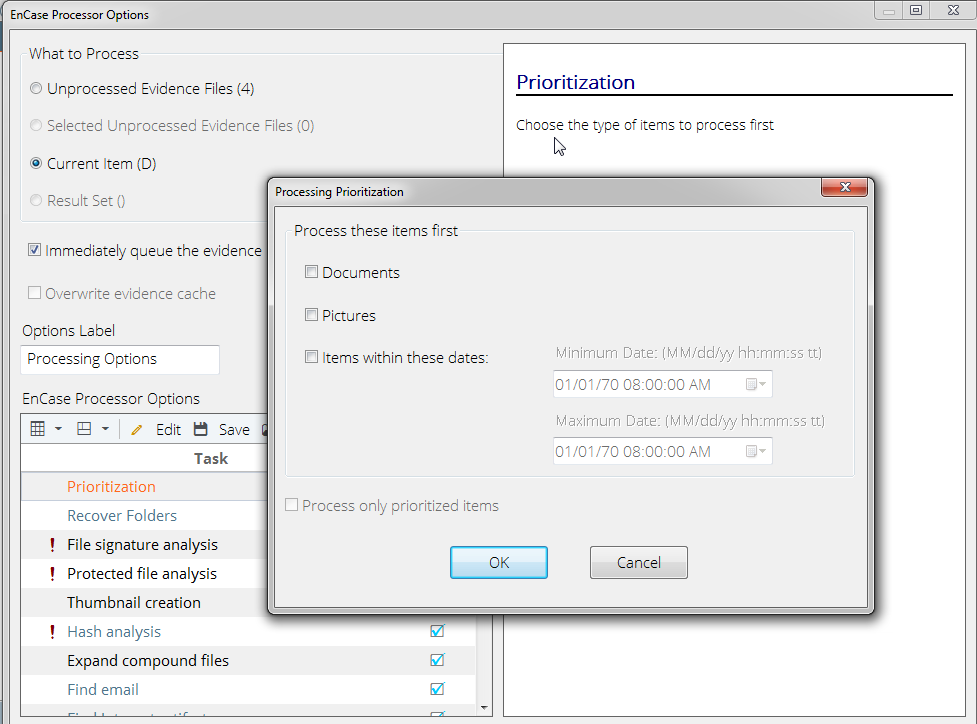 EnCase Processor Options
What to Process
Unprocessed Evidence Files (4)
Selected Unprocessed Evidence Files (0)
Current Item (D)
Result Set ()
Immediately queue the evidence
Overwrite evidence cache
Options Label
Processing Options
EnCase Processor Options
Edit Save
Task
Prioritization
Recover Folders
! File signature analysis
! Protected file analysis
Thumbnail creation
! Hash analysis
Expand compound files
Find email
Prioritization
Choose the type of items to process first
Processing Prioritization
Process these items first
Documents
Pictures
Items within these dates:
Minimum Date: (MM/dd/yy hh:mm:ss tt)
01/01/70 08:00:00 AM
Maximum Date: (MM/dd/yy hh:mm:ss tt)
01/01/70 08:00:00 AM
Process only prioritized items
OK
Cancel